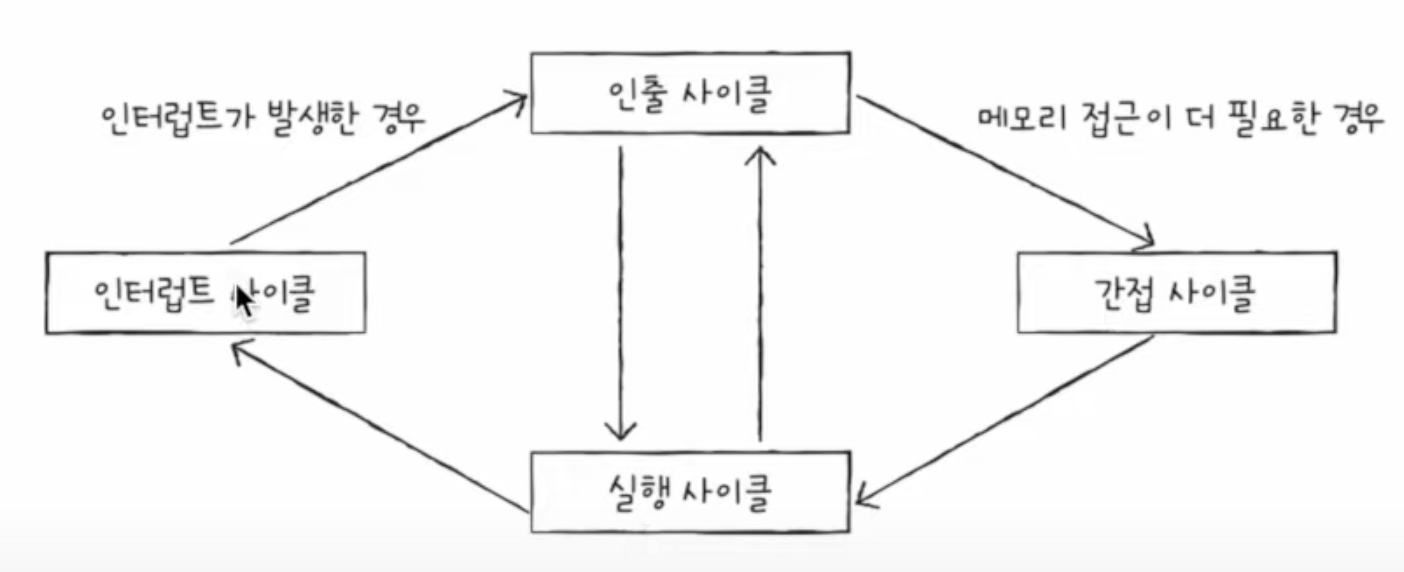 인출 사이클
인터럽트가 발생한 경우
메모리 접근이 더 필요한 경우
인터럽트 사이클
간접 사이클
실행 사이클